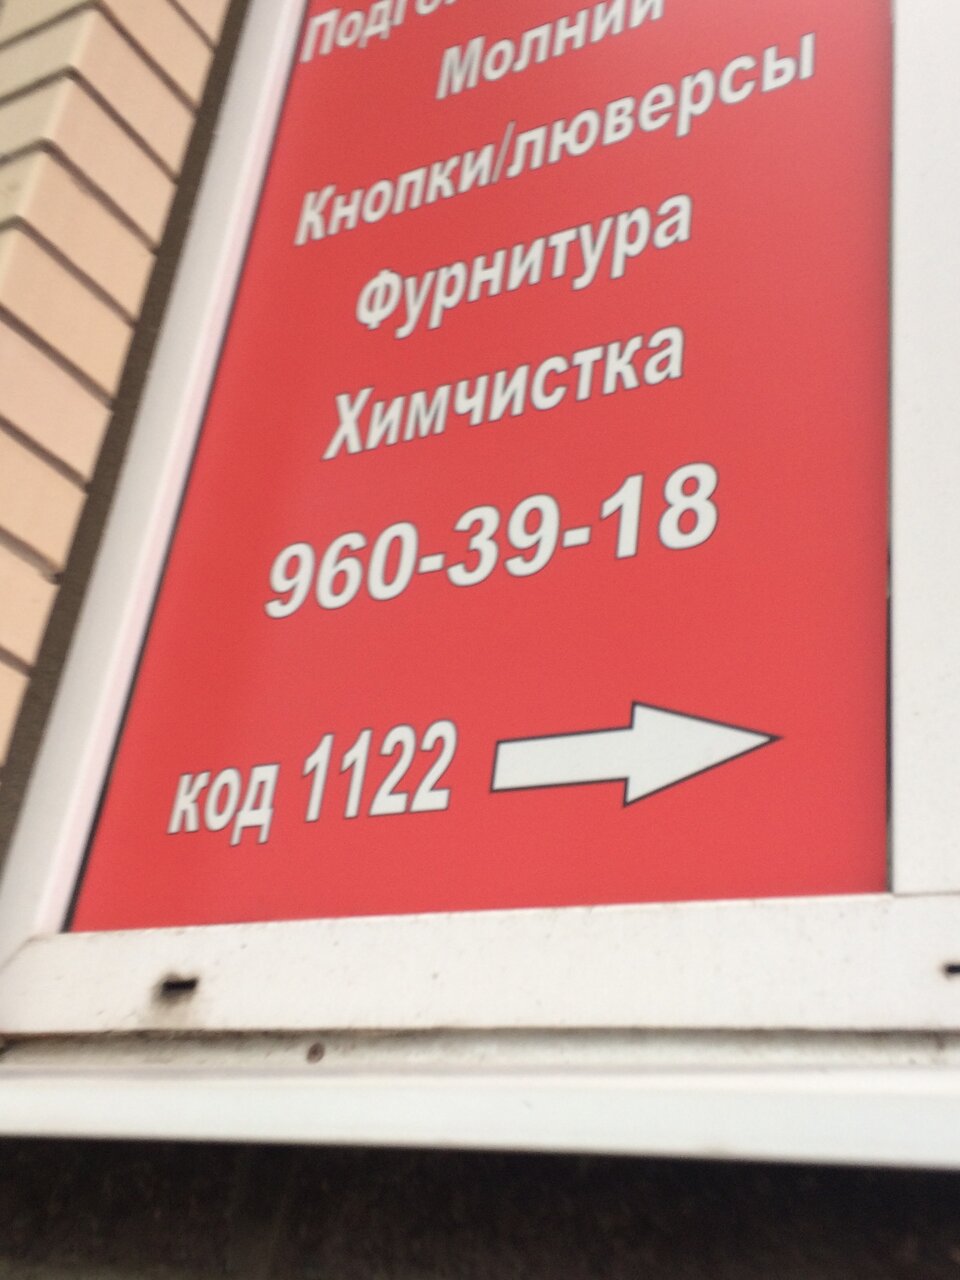 Молнии
Кнопки/люверсы
Фурнитура
Химчистка
960-39-18
код 1122